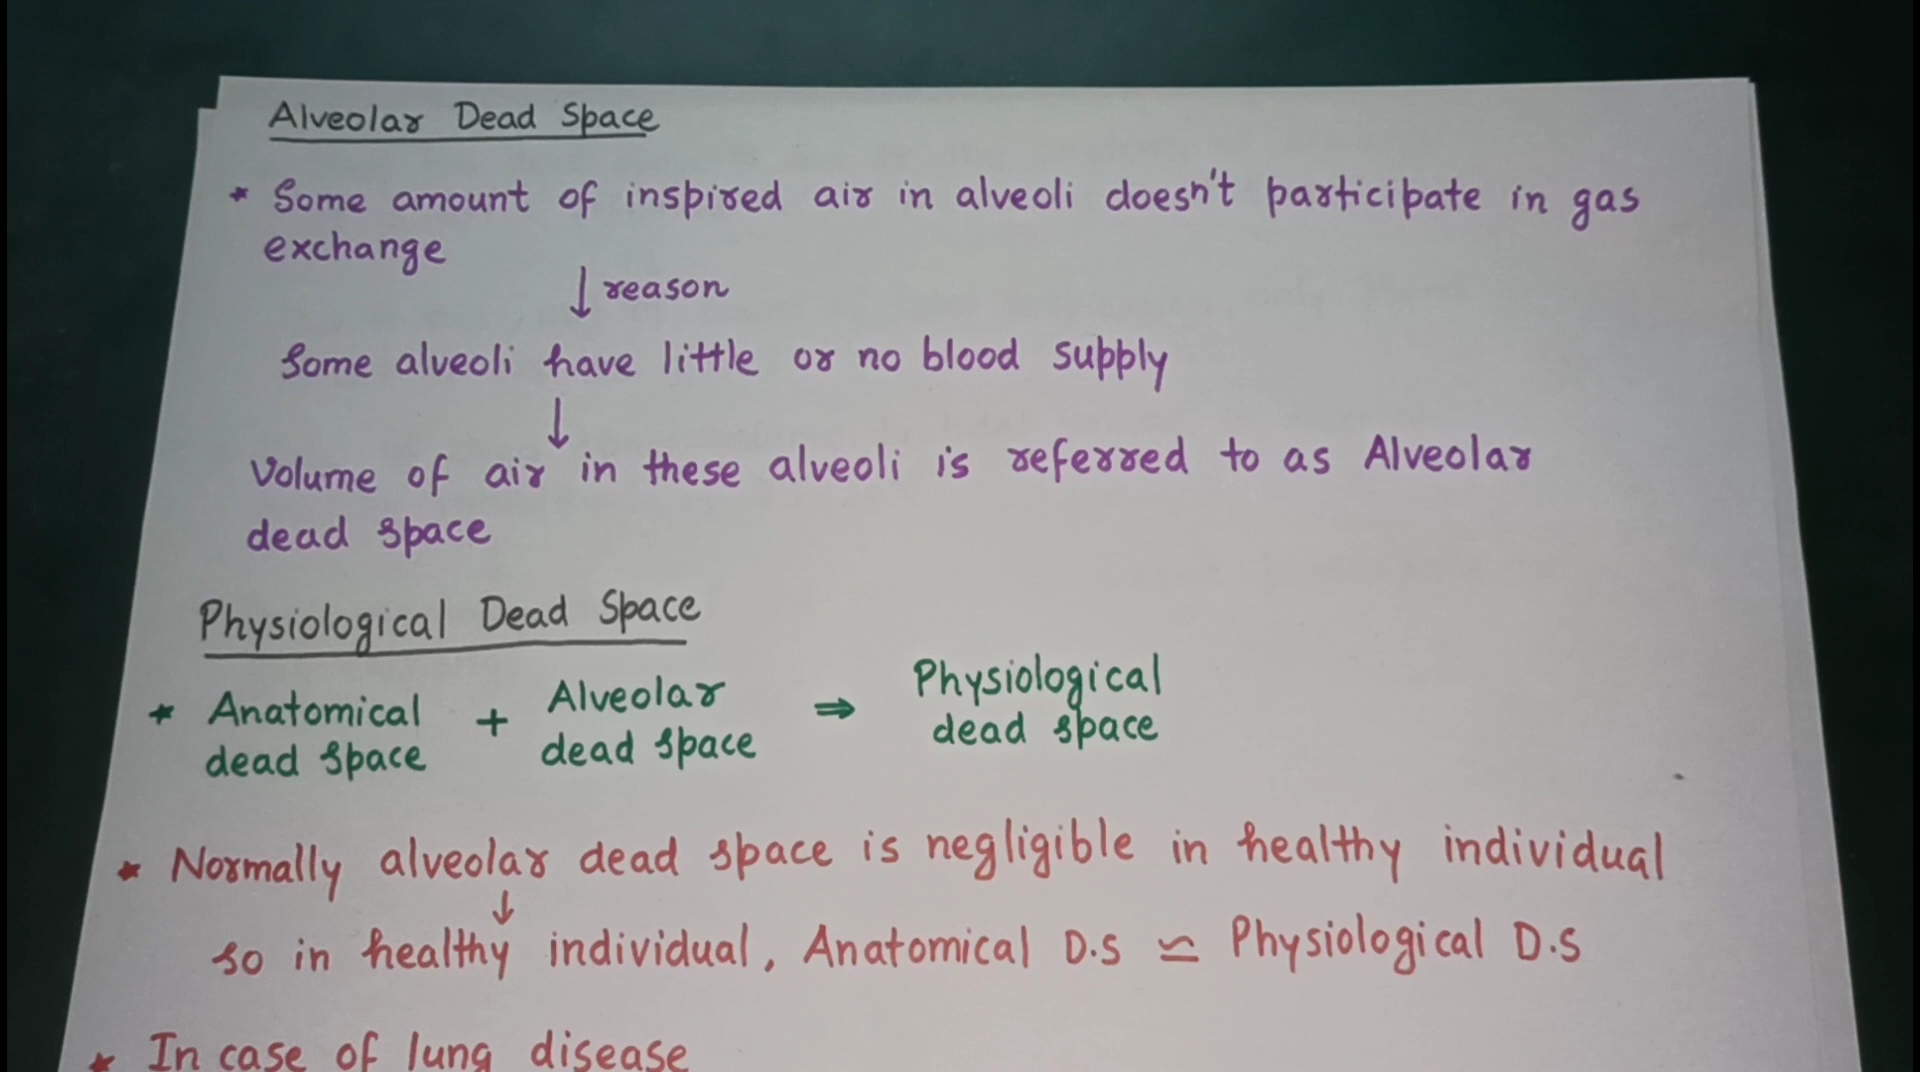 Alveolar Dead Space
* Some amount of inspired air in alveoli doesn't participate in gas
exchange
↓ reason
Some alveoli have little or no blood supply
↓
Volume of air in these alveoli is referred to as Alveolar
dead space
Physiological Dead Space
* Anatomical + Alveolar ⇒ Physiological
dead space dead space dead space
* Normally alveolar dead space is negligible in healthy individual
↓
so in healthy individual, Anatomical D.S ≃ Physiological D.S
* In case of lung disease